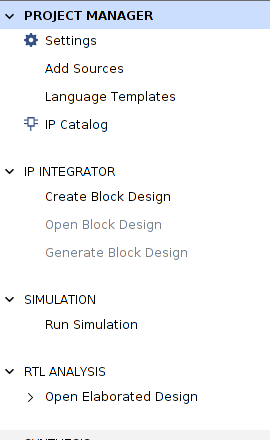 PROJECT MANAGER
Settings
Add Sources
Language Templates
IP Catalog
IP INTEGRATOR
Create Block Design
Open Block Design
Generate Block Design
SIMULATION
Run Simulation
RTL ANALYSIS
Open Elaborated Design